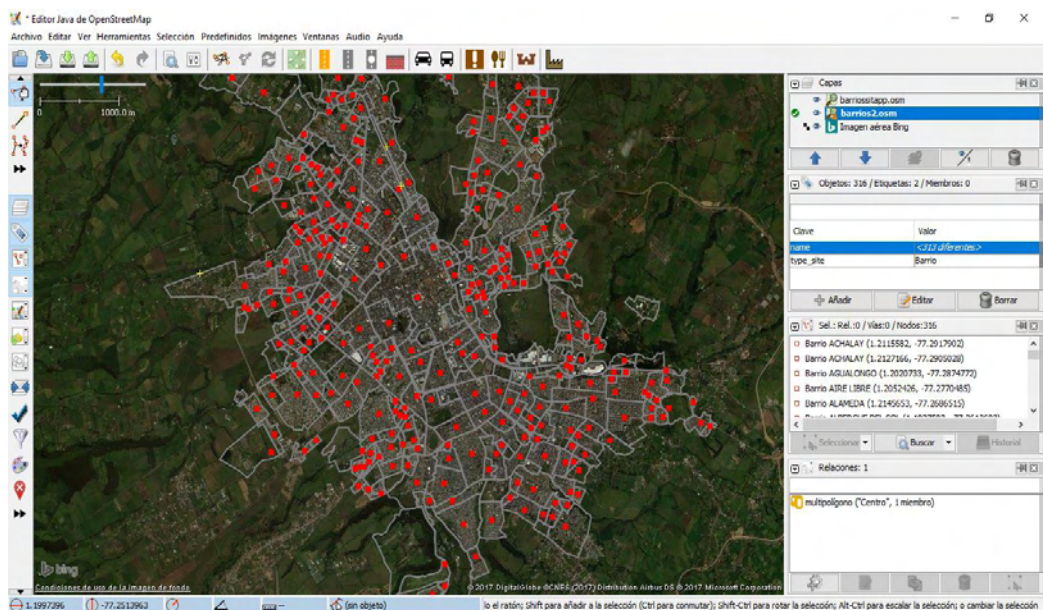 * Editor Java de OpenStreetMap
Archivo Editar Ver Herramientas Selección Predefinidos Imágenes Ventanas Audio Ayuda
0 1000.0 m
Capas
barriossitapp.osm
barrios2.osm
Imagen aérea Bing
Objetos: 316 / Etiquetas: 2 / Miembros: 0
Clave Valor
name <313 diferentes>
type_site Barrio
Añadir Editar Borrar
Sel.: Rel.:0 / Vías:0 / Nodos:316
Barrio ACHALAY (1.2115582, -77.2917902)
Barrio ACHALAY (1.2127166, -77.2905028)
Barrio AGUALONGO (1.2020733, -77.2874772)
Barrio AIRE LIBRE (1.2052426, -77.2770485)
Barrio ALAMEDA (1.2145653, -77.2686515)
Seleccionar Buscar Historial
Relaciones: 1
multipolígono ("Centro", 1 miembro)
bing
Condiciones de uso de la imagen de fondo
© 2017 DigitalGlobe ©CNES (2017) Distribution Airbus DS © 2017 Microsoft Corporation
1.1997396 -77.2513963 -- (sin objeto) lo el ratón; Shift para añadir a la selección (Ctrl para conmutar); Shift-Ctrl para rotar la selección; Alt-Ctrl para escalar la selección; o cambiar la selección